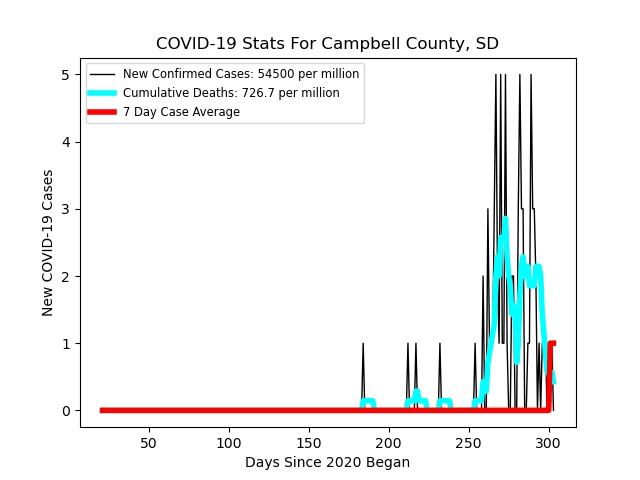 COVID-19 Stats For Campbell County, SD
New Confirmed Cases: 54500 per million
Cumulative Deaths: 726.7 per million
7 Day Case Average
New COVID-19 Cases
5
4
3
2
1
0
50 100 150 200 250 300
Days Since 2020 Began